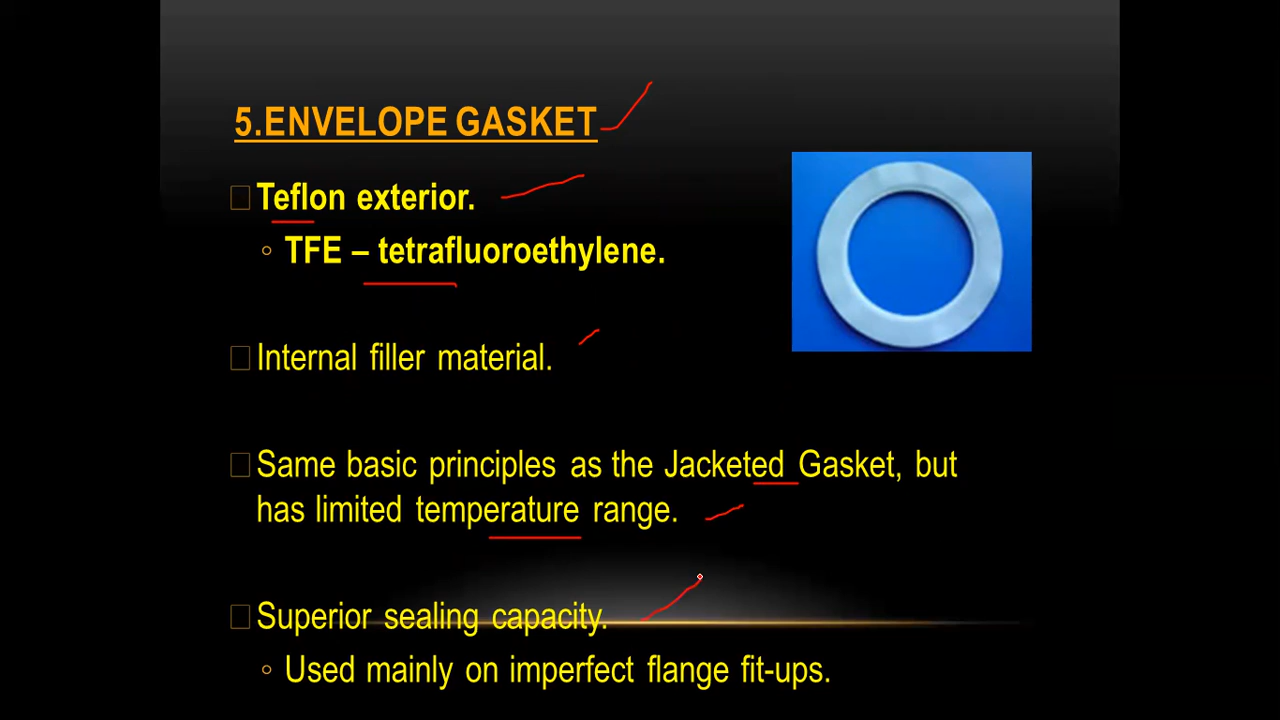 5.ENVELOPE GASKET
Teflon exterior.
TFE – tetrafluoroethylene.
Internal filler material.
Same basic principles as the Jacketed Gasket, but
has limited temperature range.
Superior sealing capacity.
Used mainly on imperfect flange fit-ups.